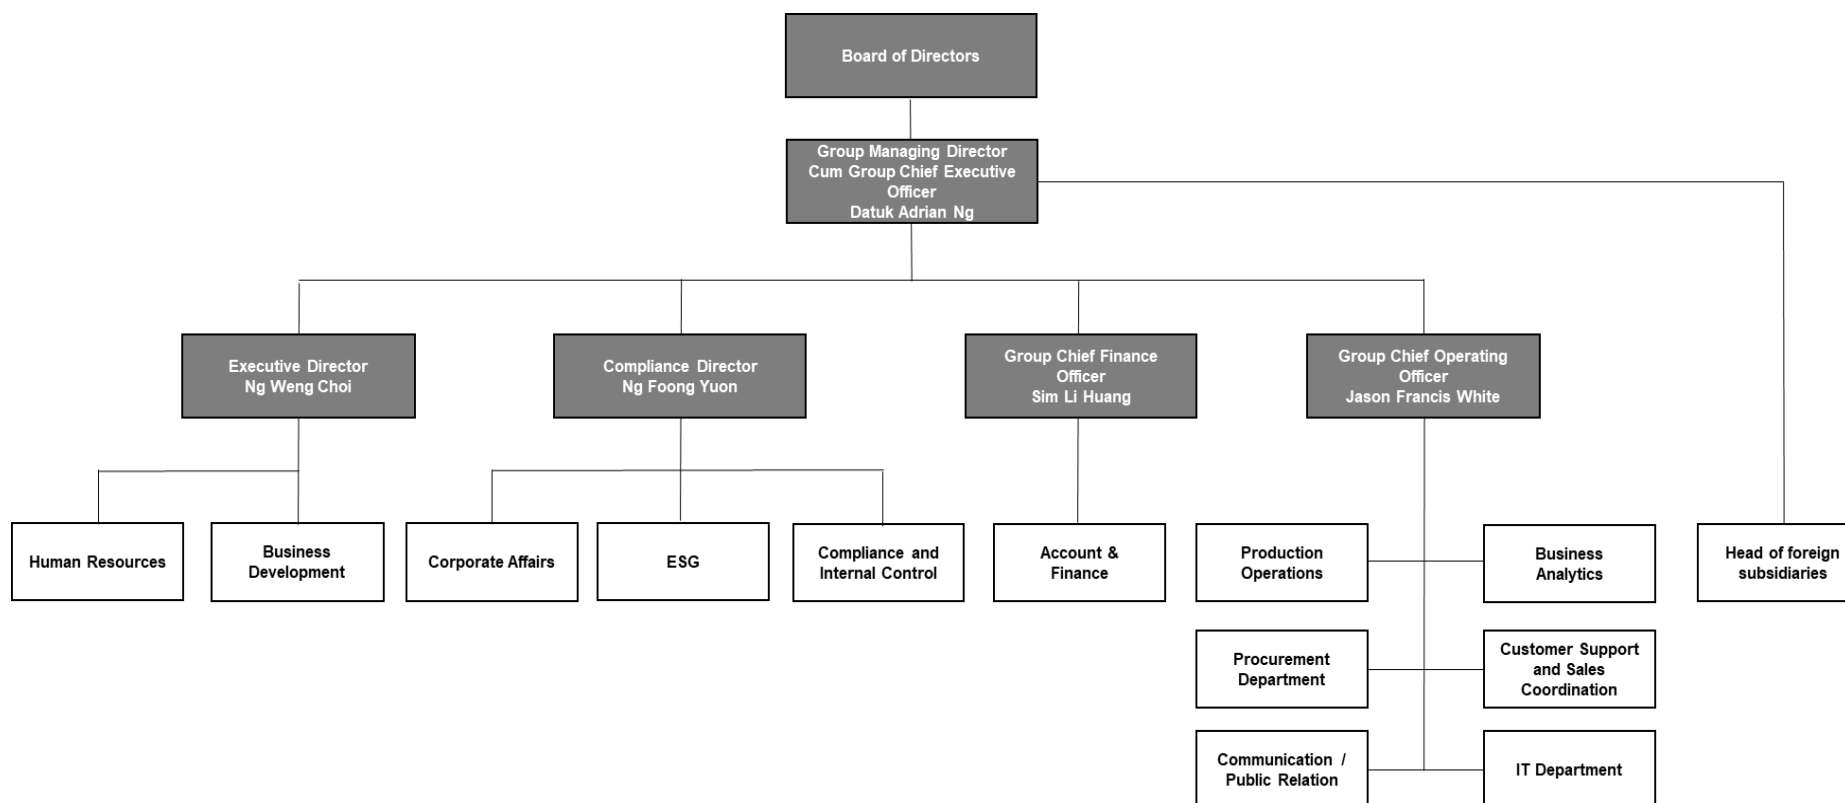 Board of Directors
Group Managing Director
Cum Group Chief Executive
Officer
Datuk Adrian Ng
Executive Director
Ng Weng Choi
Compliance Director
Ng Foong Yuon
Group Chief Finance
Officer
Sim Li Huang
Group Chief Operating
Officer
Jason Francis White
Human Resources
Business
Development
Corporate Affairs
ESG
Compliance and
Internal Control
Account &
Finance
Production
Operations
Business
Analytics
Head of foreign
subsidiaries
Procurement
Department
Customer Support
and Sales
Coordination
Communication /
Public Relation
IT Department